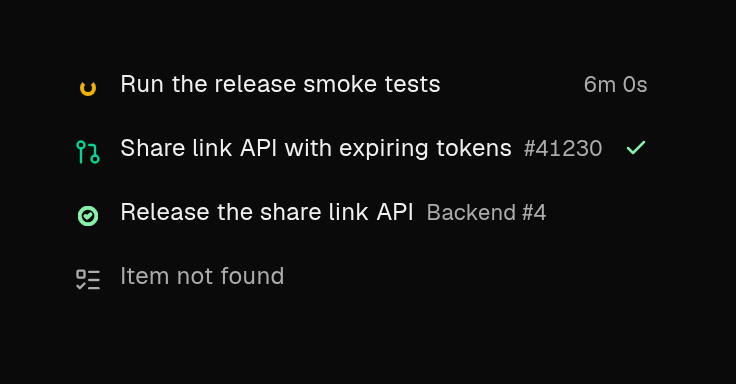 Run the release smoke tests 6m 0s
Share link API with expiring tokens #41230
Release the share link API Backend #4
Item not found